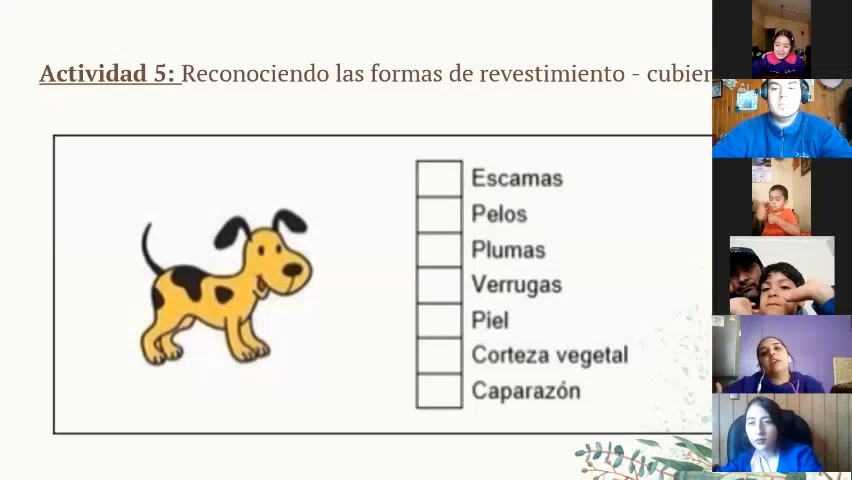 Actividad 5: Reconociendo las formas de revestimiento - cubier
Escamas
Pelos
Plumas
Verrugas
Piel
Corteza vegetal
Caparazón